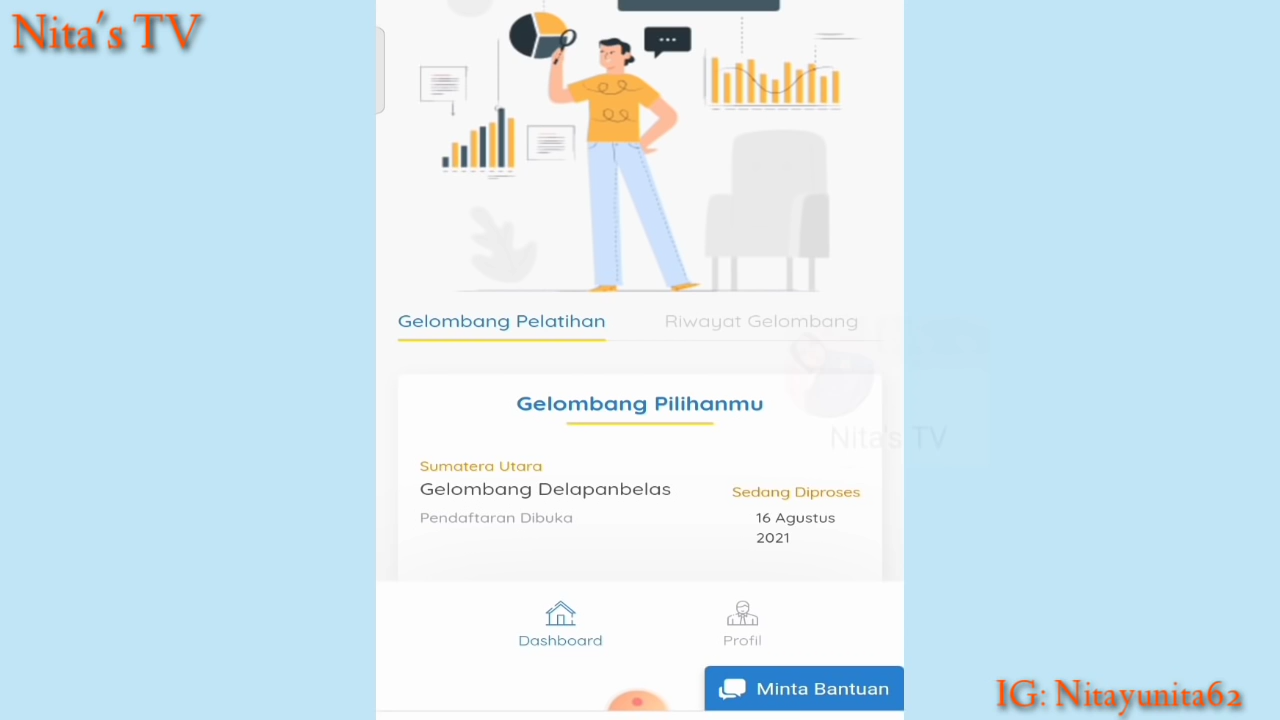 Nita's TV
Gelombang Pelatihan
Riwayat Gelombang
Gelombang Pilihanmu
Nita's TV
Sumatera Utara
Gelombang Delapanbelas
Sedang Diproses
Pendaftaran Dibuka
16 Agustus
2021
Dashboard
Profil
Minta Bantuan
IG: Nitayunita62